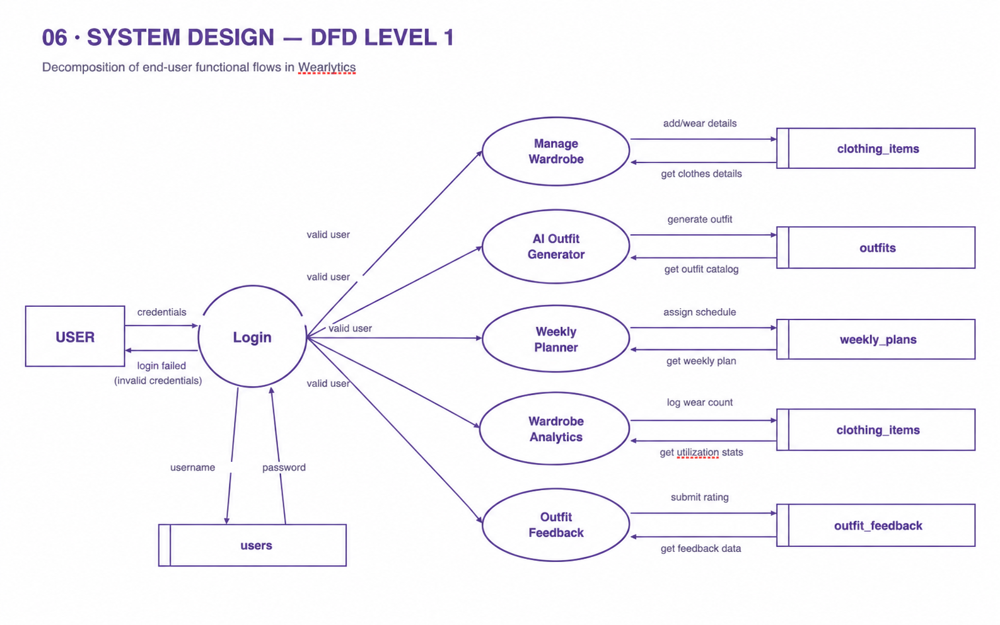 06 · SYSTEM DESIGN — DFD LEVEL 1
Decomposition of end-user functional flows in Wearlytics
add/wear details
Manage
Wardrobe
clothing_items
get clothes details
generate outfit
valid user
AI Outfit
Generator
outfits
get outfit catalog
valid user
credentials
assign schedule
USER
Login
valid user
Weekly
Planner
weekly_plans
get weekly plan
login failed
(invalid credentials)
valid user
log wear count
Wardrobe
Analytics
clothing_items
get utilization stats
username
password
submit rating
Outfit
Feedback
outfit_feedback
get feedback data
users